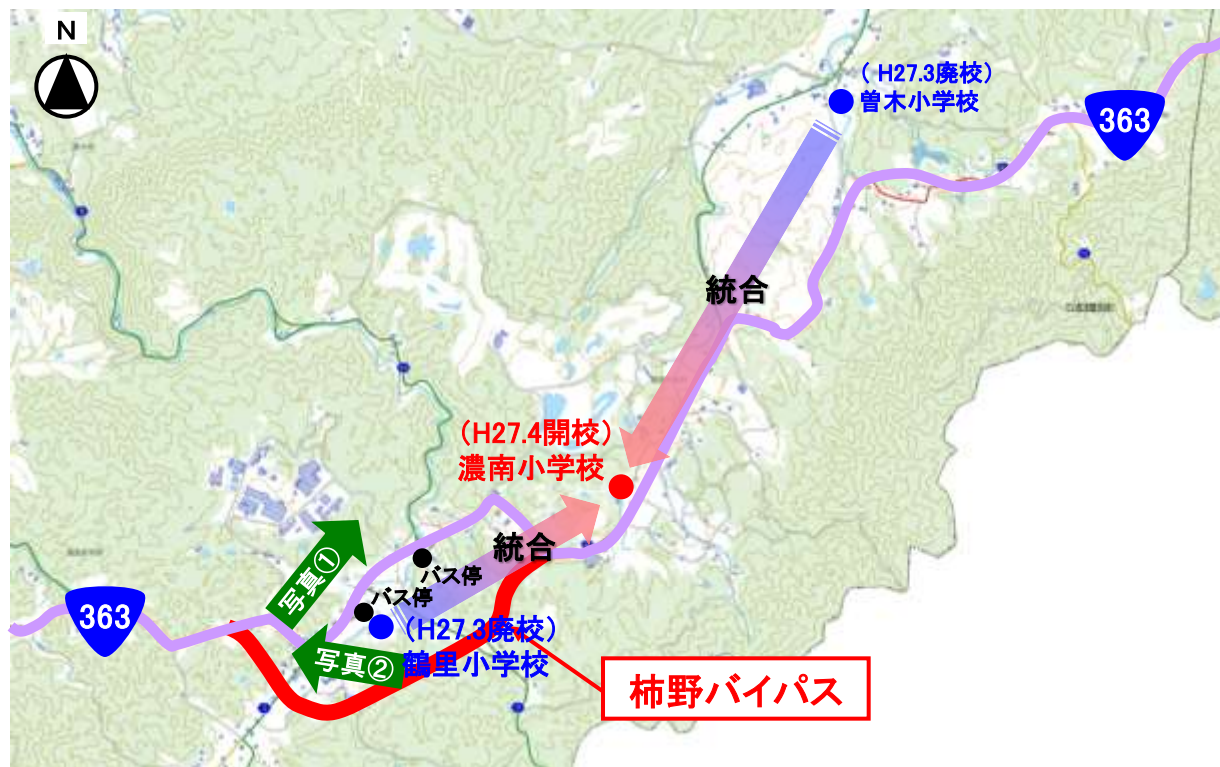 N
（ H27.3廃校）
曽木小学校
363
統合
（H27.4開校）
濃南小学校
統合
写真①
バス停
バス停
363
（H27.3廃校）
鶴里小学校
写真②
柿野バイパス